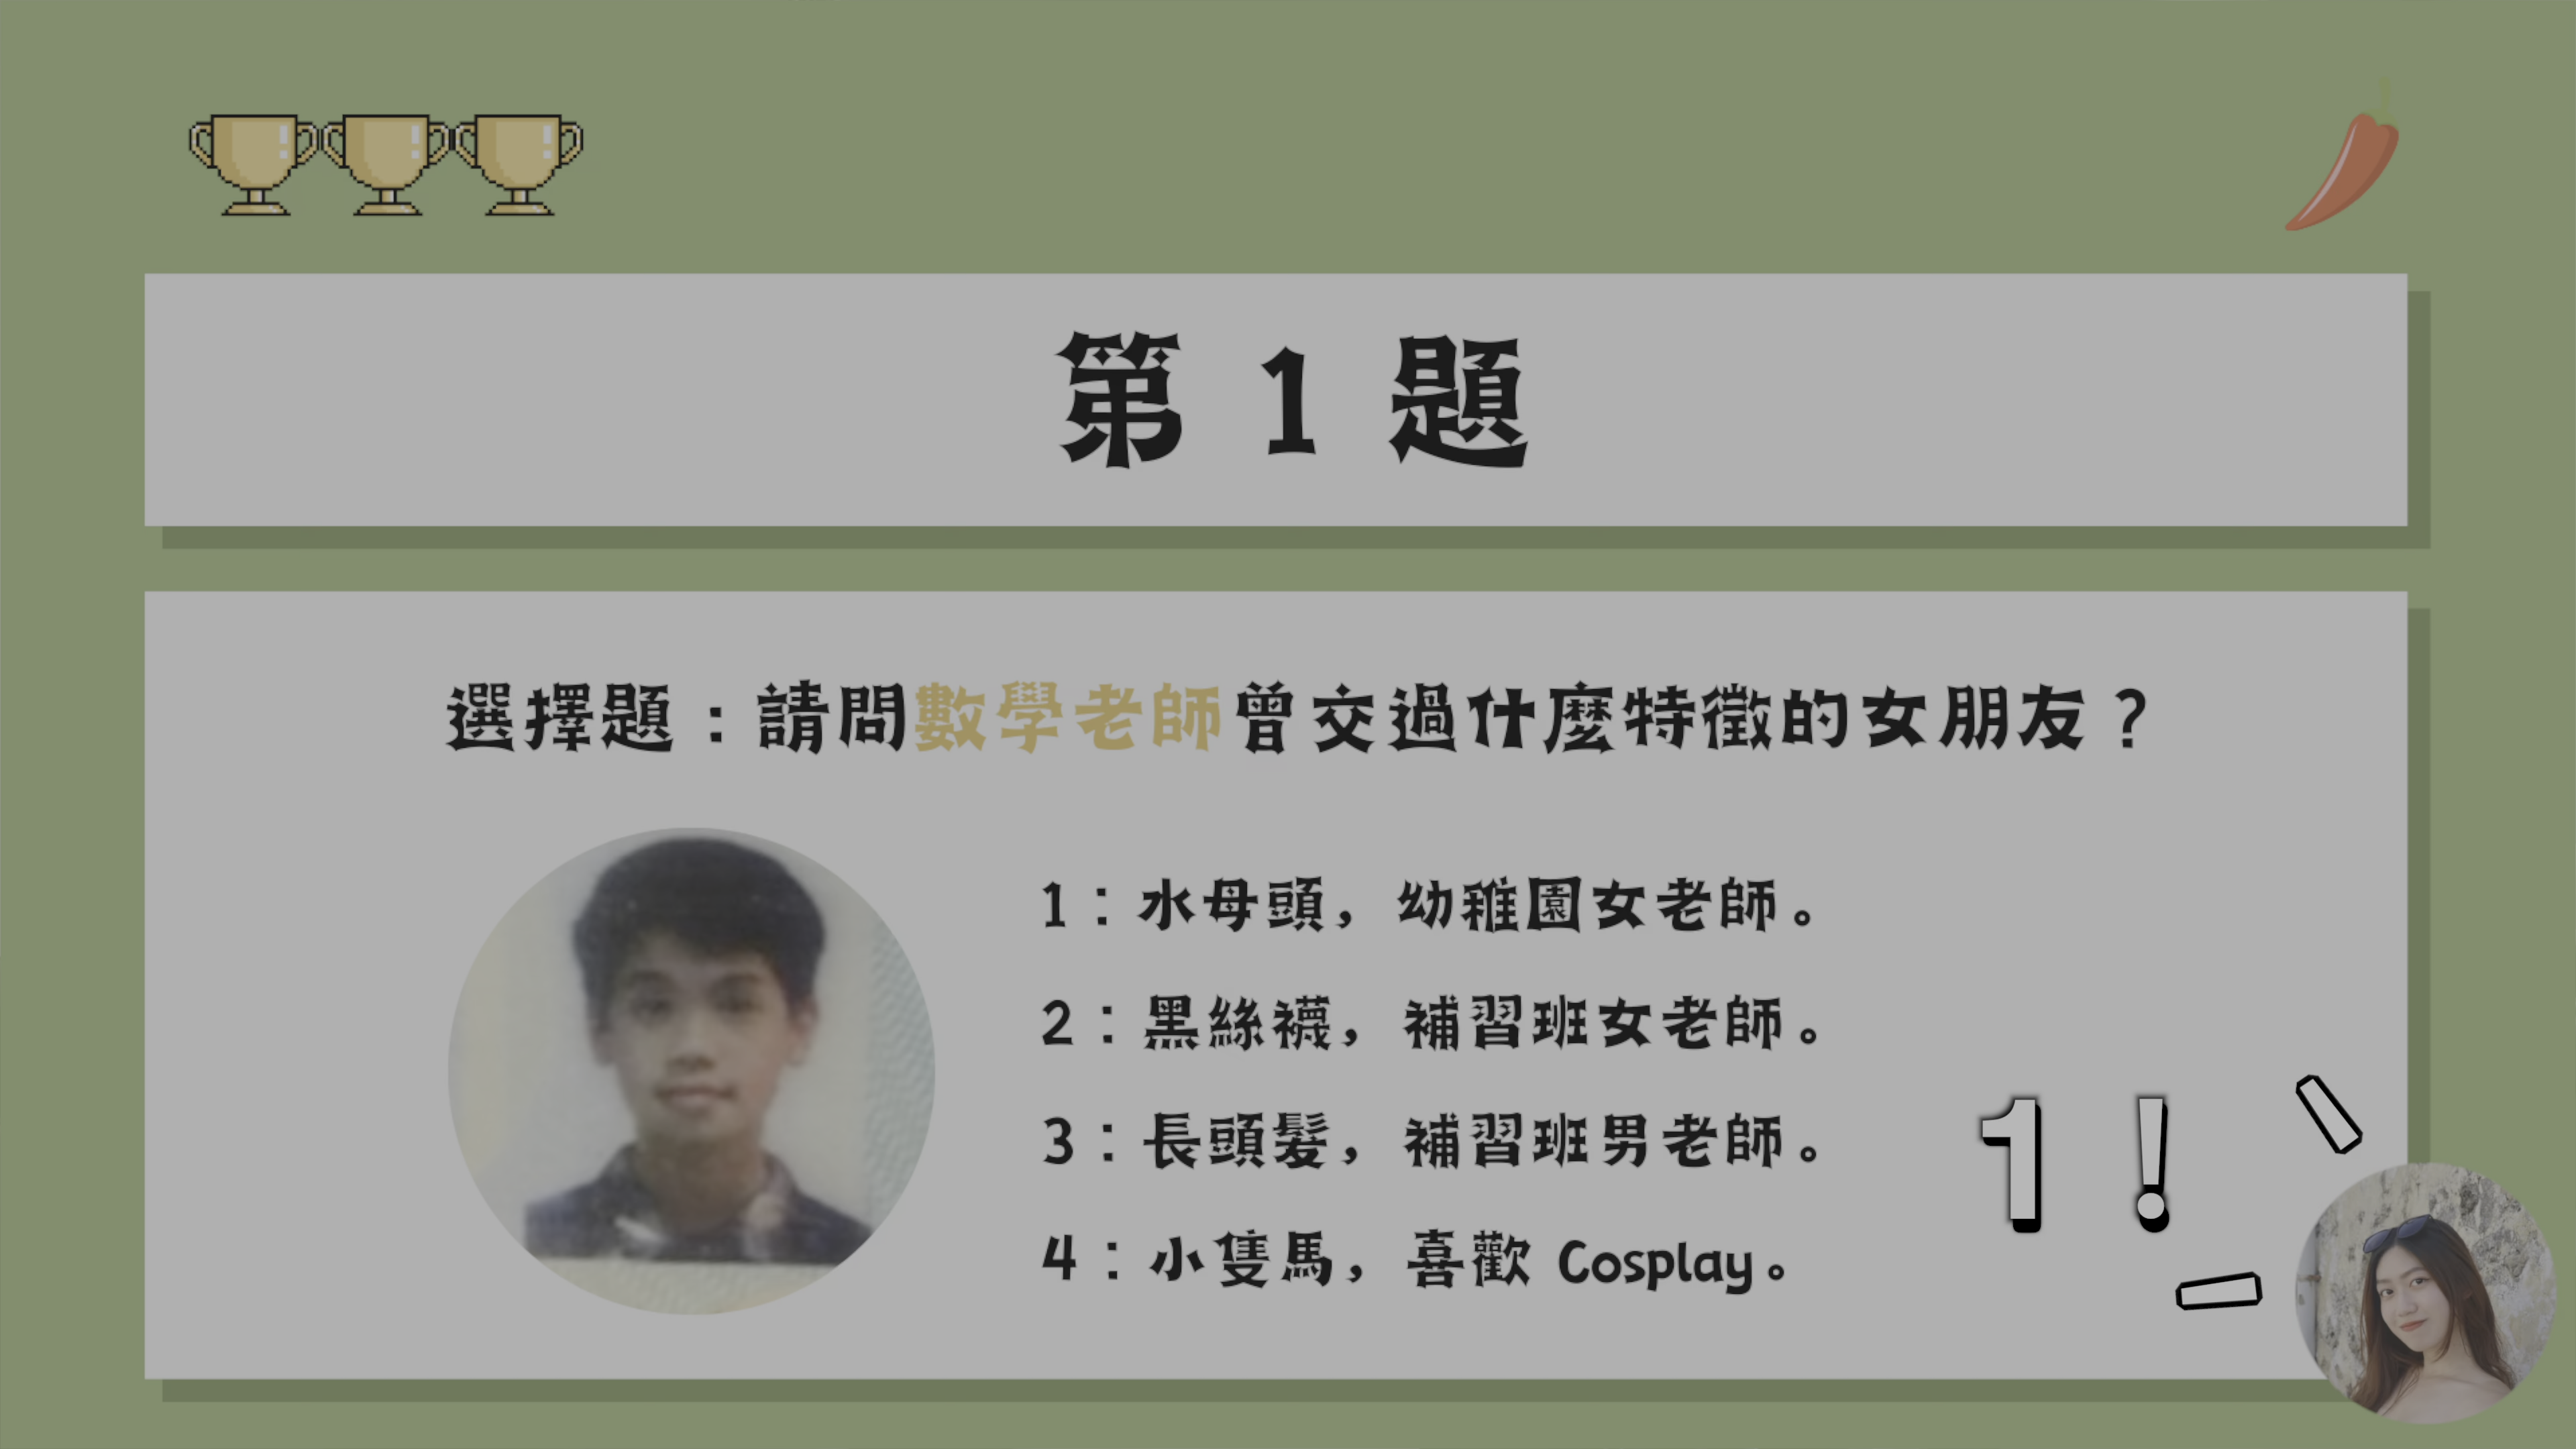 第 1 題
選擇題：請問數學老師曾交過什麼特徵的女朋友？
1：水母頭，幼稚園女老師。
2：黑絲襪，補習班女老師。
3：長頭髮，補習班男老師。
4：小隻馬，喜歡 Cosplay。
1！